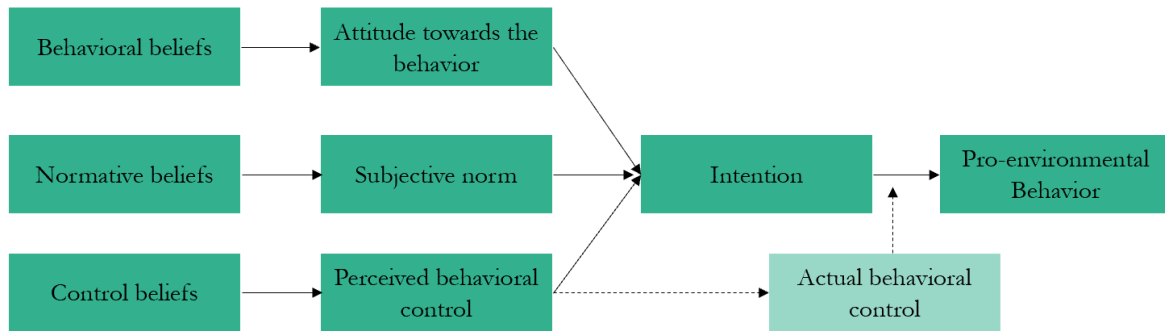 Behavioral beliefs
Attitude towards the
behavior
Normative beliefs
Subjective norm
Intention
Pro-environmental
Behavior
Control beliefs
Perceived behavioral
control
Actual behavioral
control